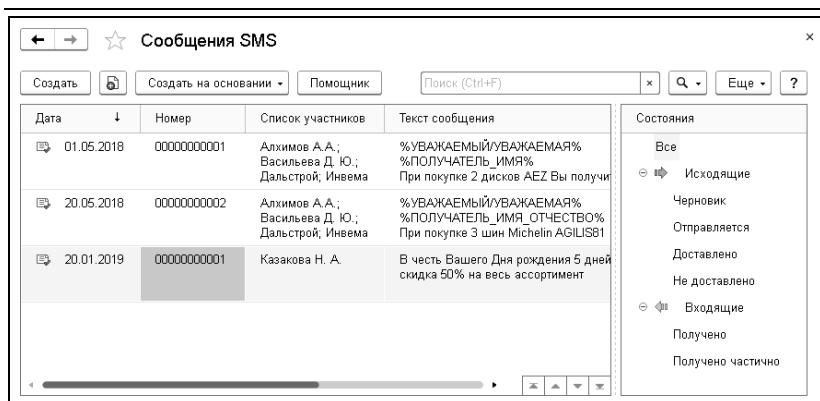 Сообщения SMS
Создать Создать на основании Помощник Поиск (Ctrl+F) × Еще ?
Дата ↓ Номер Список участников Текст сообщения Состояния
01.05.2018 00000000001 Алхимов А.А.; %УВАЖАЕМЫЙ/УВАЖАЕМАЯ%
Васильева Д. Ю.; %ПОЛУЧАТЕЛЬ_ИМЯ%
Дальстрой; Инвема При покупке 2 дисков AEZ Вы получи
20.05.2018 00000000002 Алхимов А.А.; %УВАЖАЕМЫЙ/УВАЖАЕМАЯ%
Васильева Д. Ю.; %ПОЛУЧАТЕЛЬ_ИМЯ_ОТЧЕСТВО%
Дальстрой; Инвема При покупке 3 шин Michelin AGILIS81
20.01.2019 00000000001 Казакова Н. А. В честь Вашего Дня рождения 5 дней
скидка 50% на весь ассортимент
Все
Исходящие
Черновик
Отправляется
Доставлено
Не доставлено
Входящие
Получено
Получено частично